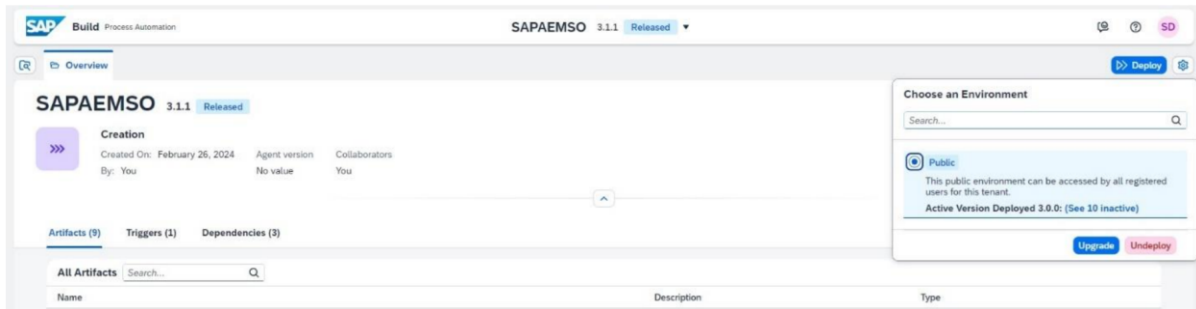 SAP Build Process Automation SAPAEMSO 3.1.1 Released SD
Overview Deploy
SAPAEMSO 3.1.1 Released
Creation
Created On: February 26, 2024 Agent version Collaborators
By: You No value You
Choose an Environment
Search...
Public
This public environment can be accessed by all registered
users for this tenant.
Active Version Deployed 3.0.0: (See 10 inactive)
Upgrade Undeploy
Artifacts (9) Triggers (1) Dependencies (3)
All Artifacts Search...
Name Description Type